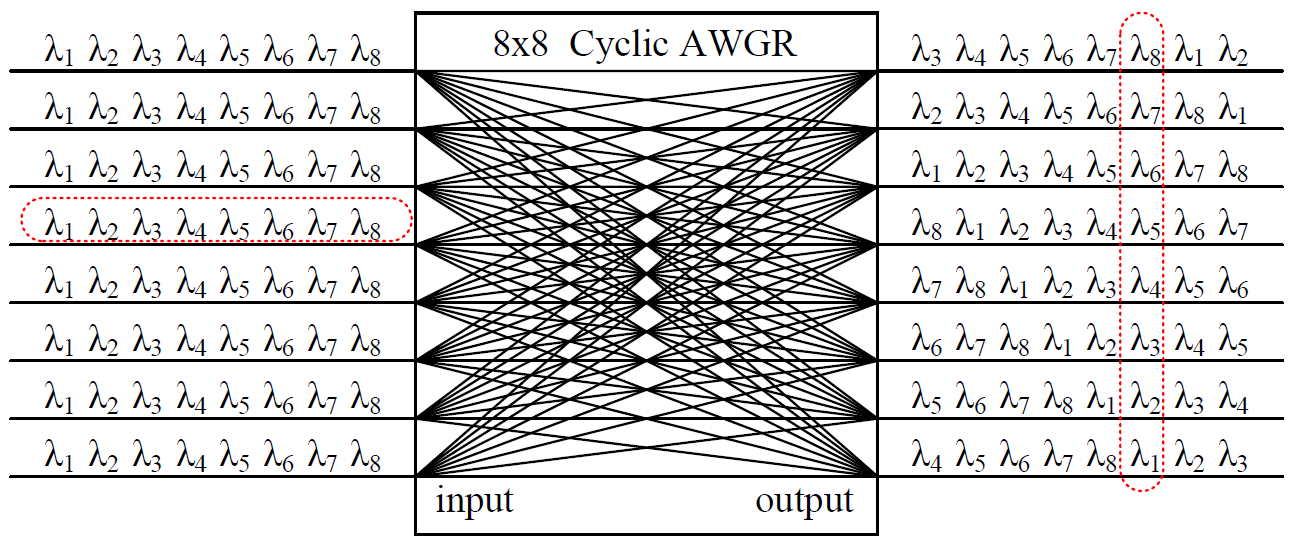 8x8 Cyclic AWGR
λ1 λ2 λ3 λ4 λ5 λ6 λ7 λ8 λ3 λ4 λ5 λ6 λ7 λ8 λ1 λ2
λ1 λ2 λ3 λ4 λ5 λ6 λ7 λ8 λ2 λ3 λ4 λ5 λ6 λ7 λ8 λ1
λ1 λ2 λ3 λ4 λ5 λ6 λ7 λ8 λ1 λ2 λ3 λ4 λ5 λ6 λ7 λ8
λ1 λ2 λ3 λ4 λ5 λ6 λ7 λ8 λ8 λ1 λ2 λ3 λ4 λ5 λ6 λ7
λ1 λ2 λ3 λ4 λ5 λ6 λ7 λ8 λ7 λ8 λ1 λ2 λ3 λ4 λ5 λ6
λ1 λ2 λ3 λ4 λ5 λ6 λ7 λ8 λ6 λ7 λ8 λ1 λ2 λ3 λ4 λ5
λ1 λ2 λ3 λ4 λ5 λ6 λ7 λ8 λ5 λ6 λ7 λ8 λ1 λ2 λ3 λ4
λ1 λ2 λ3 λ4 λ5 λ6 λ7 λ8 λ4 λ5 λ6 λ7 λ8 λ1 λ2 λ3
input output